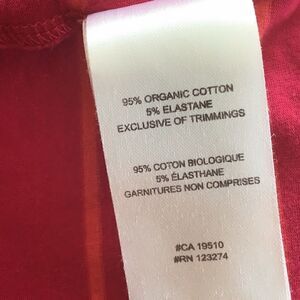 95% ORGANIC COTTON
5% ELASTANE
EXCLUSIVE OF TRIMMINGS
95% COTON BIOLOGIQUE
5% ÉLASTHANE
GARNITURES NON COMPRISES
#CA 19510
#RN 123274